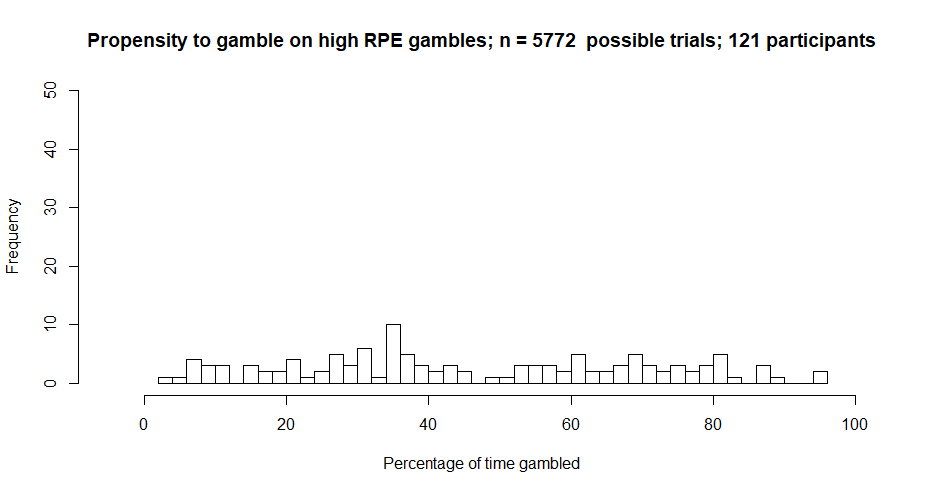 Propensity to gamble on high RPE gambles; n = 5772  possible trials; 121 participants
50
40
30
20
10
0
Frequency
0 20 40 60 80 100
Percentage of time gambled